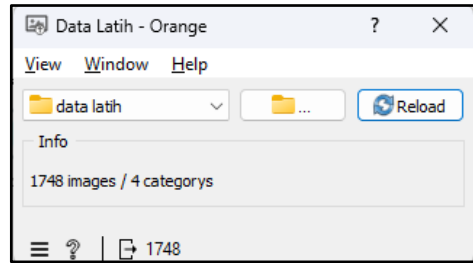 Data Latih - Orange ? ×
View Window Help
data latih ... Reload
Info
1748 images / 4 categorys
? 1748